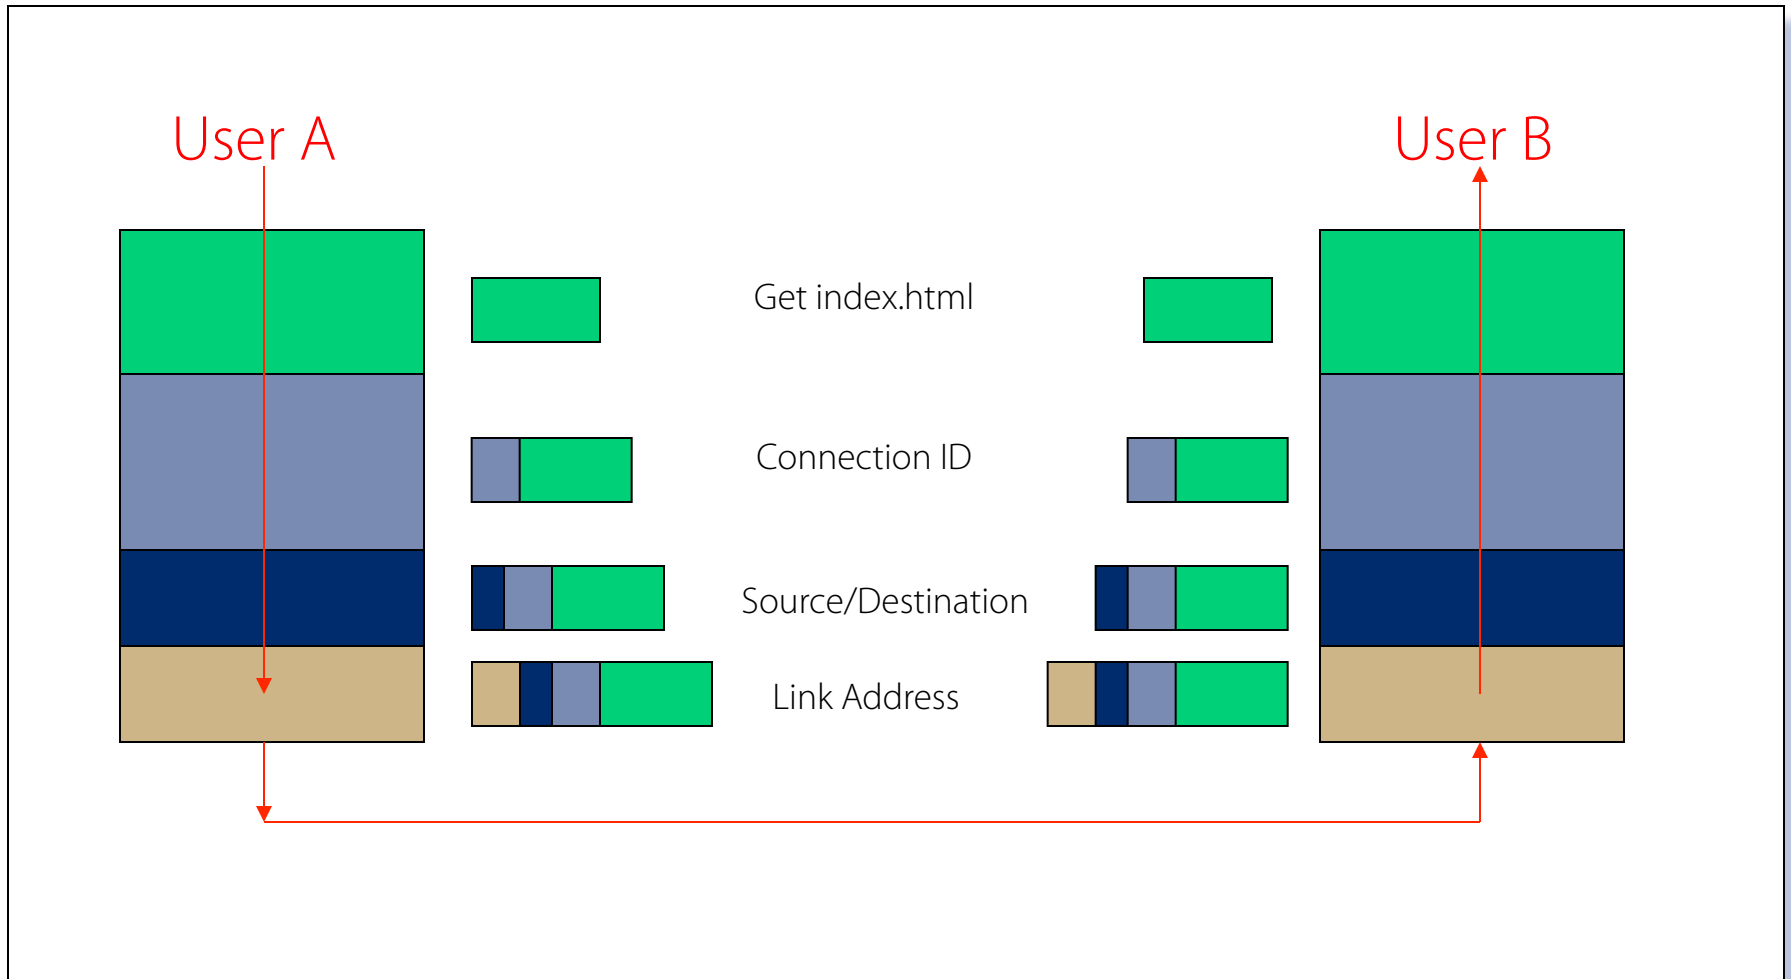 User A
User B
Get index.html
Connection ID
Source/Destination
Link Address